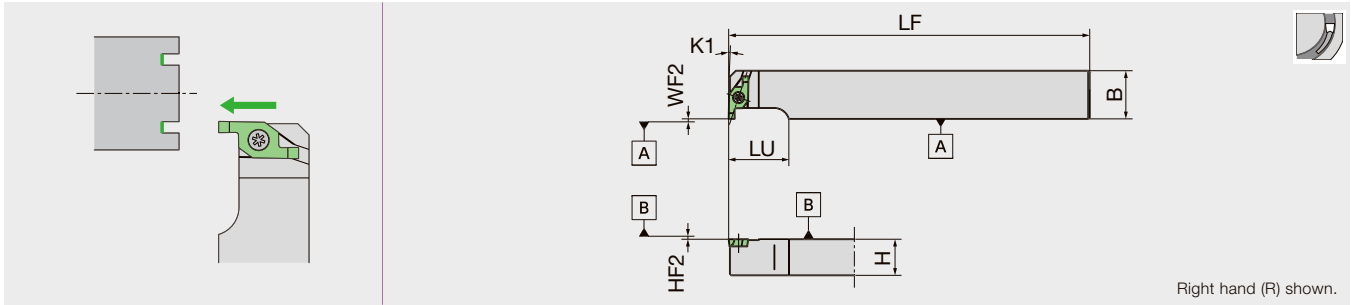 LF
K1
WF2
B
A
A
LU
B
B
HF2
H
Right hand (R) shown.